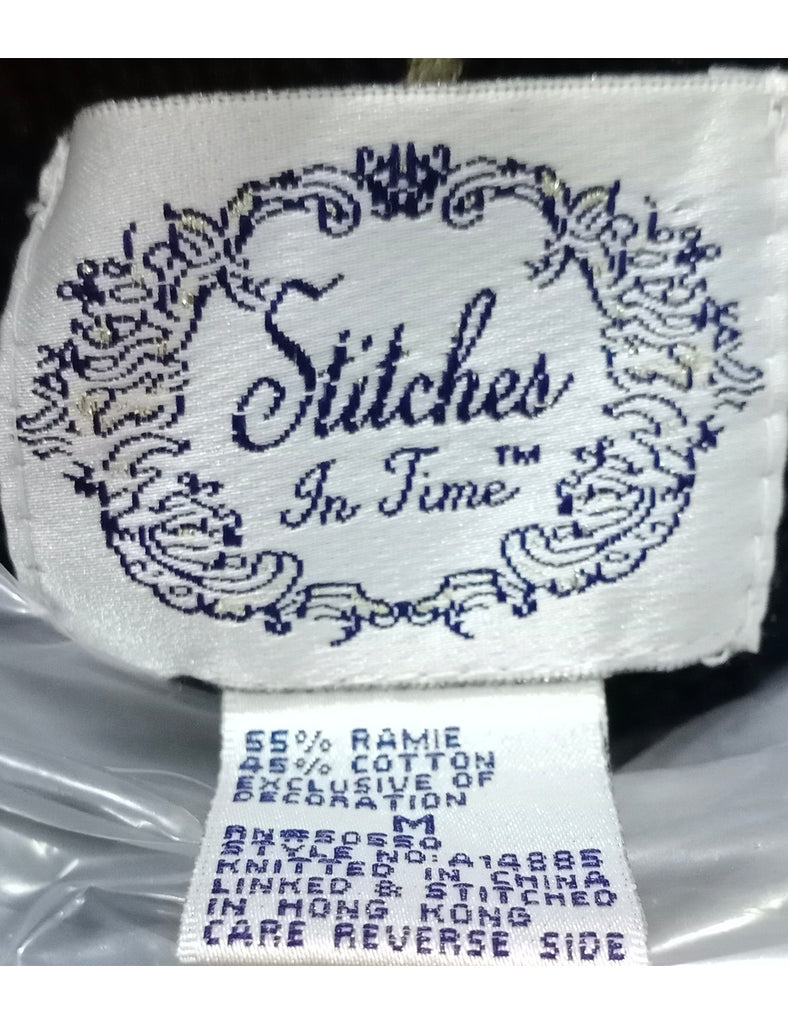 Stitches
In Time™
55% RAMIE
45% COTTON
EXCLUSIVE OF
DECORATION
M
STYLE NO: A14885
KNITTED IN CHINA
LINKED & STITCHED
IN HONG KONG
CARE REVERSE SIDE